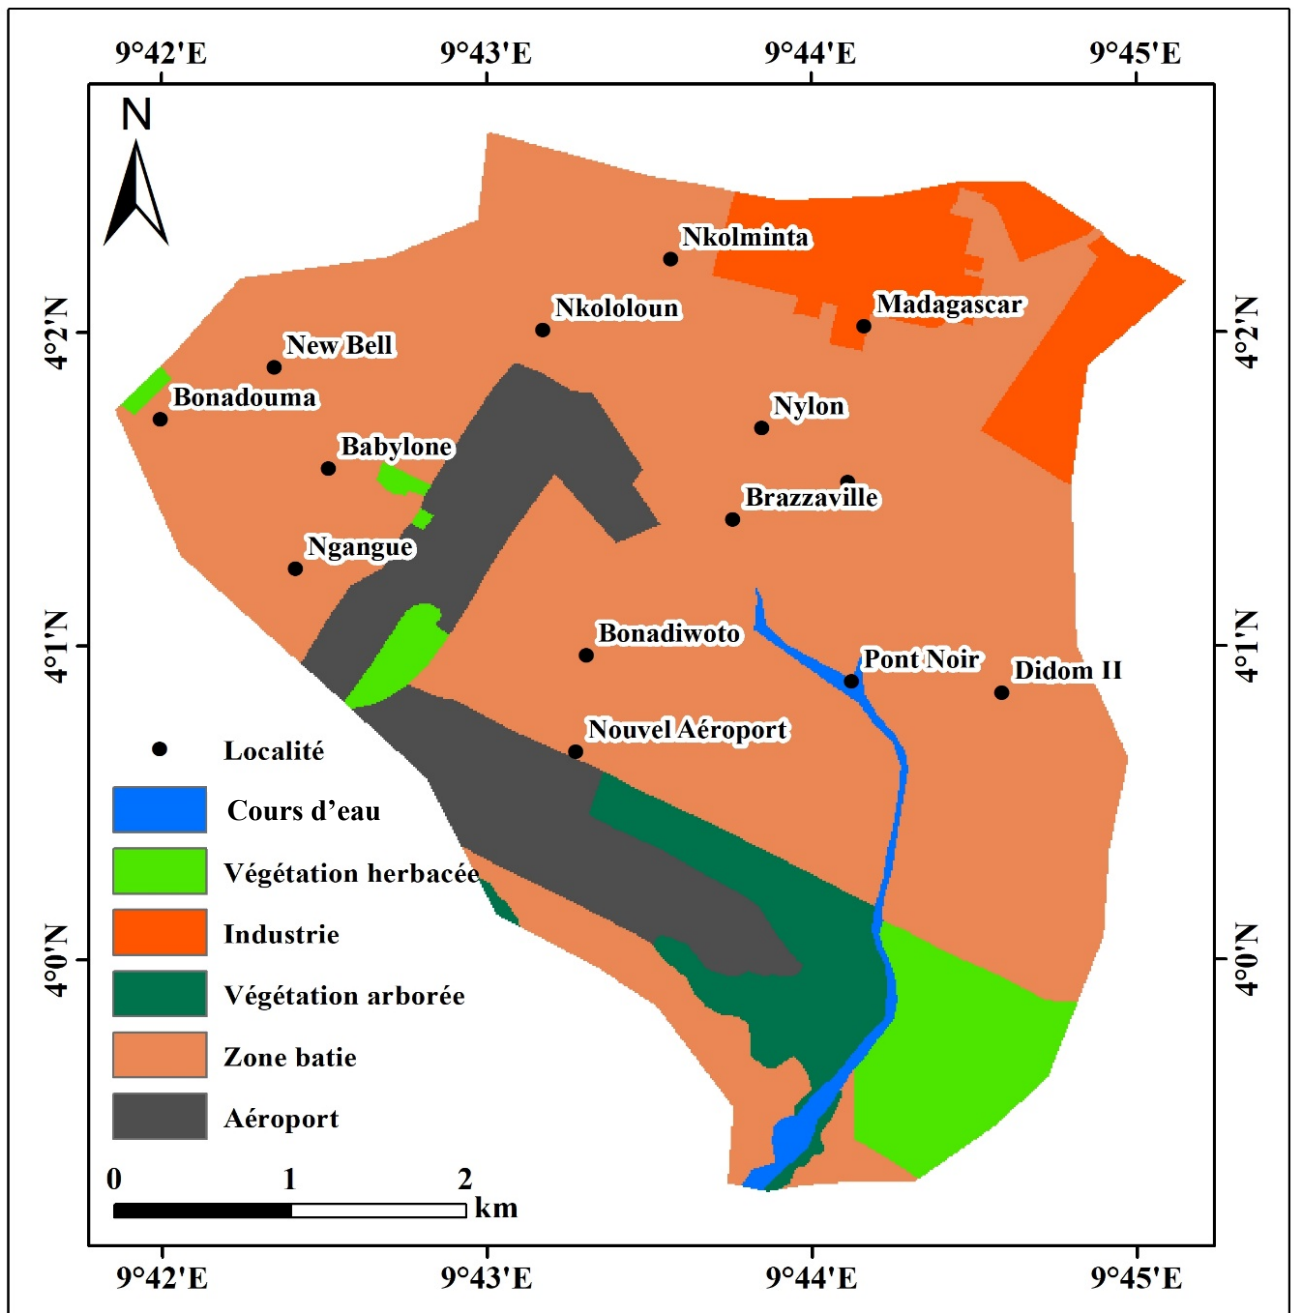 9°42'E 9°43'E 9°44'E 9°45'E
N
Nkolminta
Nkololoun
Madagascar
4°2'N 4°2'N
New Bell
Bonadouma
Nylon
Babylone
Brazzaville
Ngangue
4°1'N 4°1'N
Bonadiwoto
Pont Noir
Didom II
Nouvel Aéroport
Localité
Cours d’eau
Végétation herbacée
Industrie
4°0'N 4°0'N
Végétation arborée
Zone batie
Aéroport
0 1 2
km
9°42'E 9°43'E 9°44'E 9°45'E